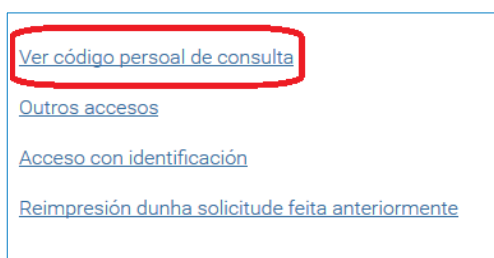 Ver código persoal de consulta
Outros accesos
Acceso con identificación
Reimpresión dunha solicitude feita anteriormente